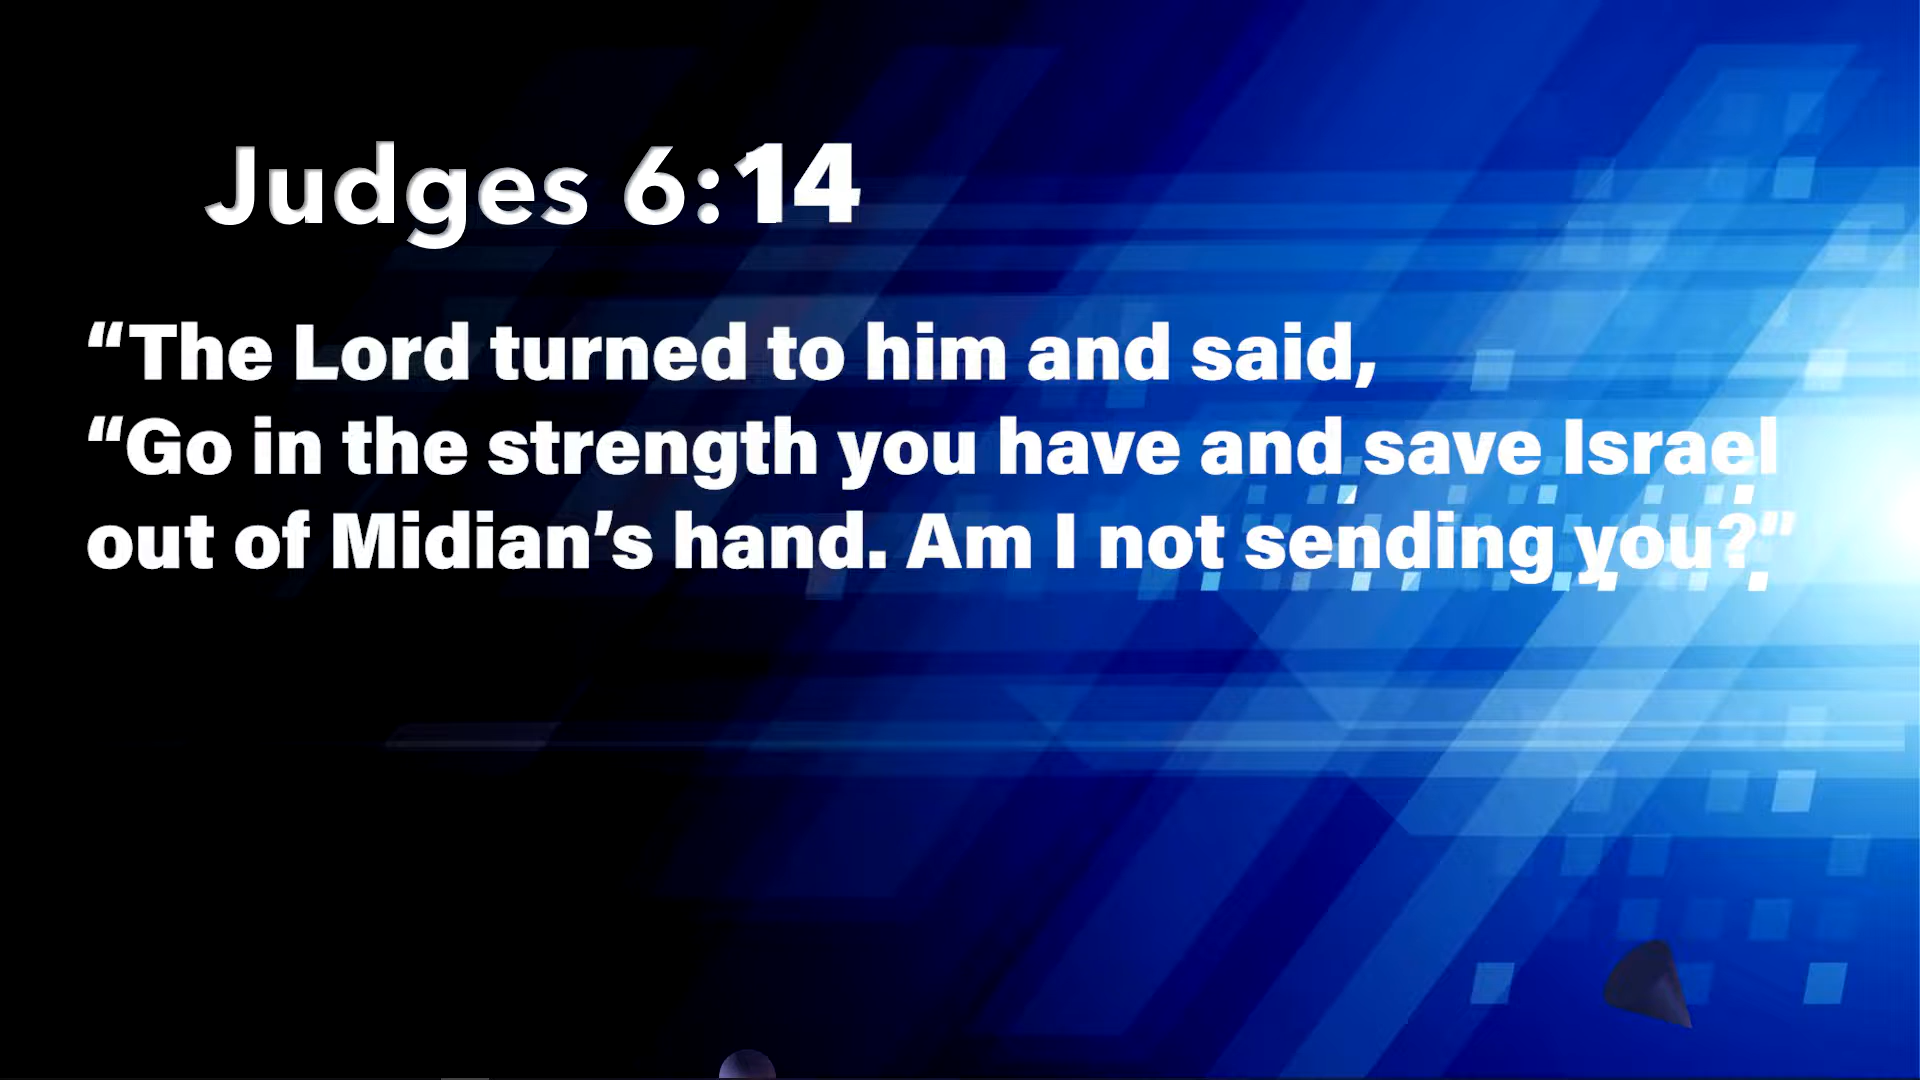 Judges 6:14
“The Lord turned to him and said,
“Go in the strength you have and save Israel
out of Midian’s hand. Am I not sending you?”